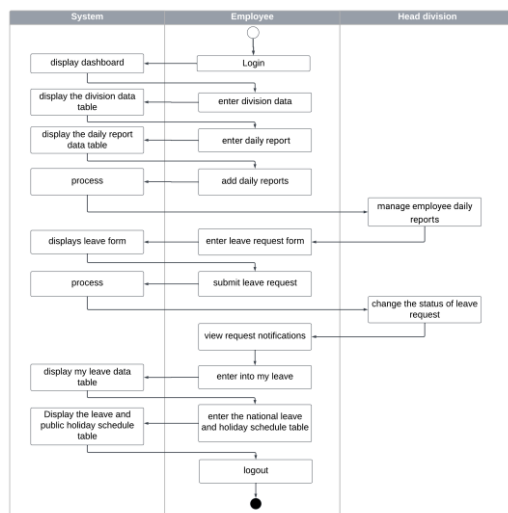 System
Employee
Head division
display dashboard
Login
display the division data
table
enter division data
display the daily report
data table
enter daily report
process
add daily reports
manage employee daily
reports
displays leave form
enter leave request form
process
submit leave request
change the status of leave
request
view request notifications
display my leave data
table
enter into my leave
Display the leave and
public holiday schedule
table
enter the national leave
and holiday schedule table
logout